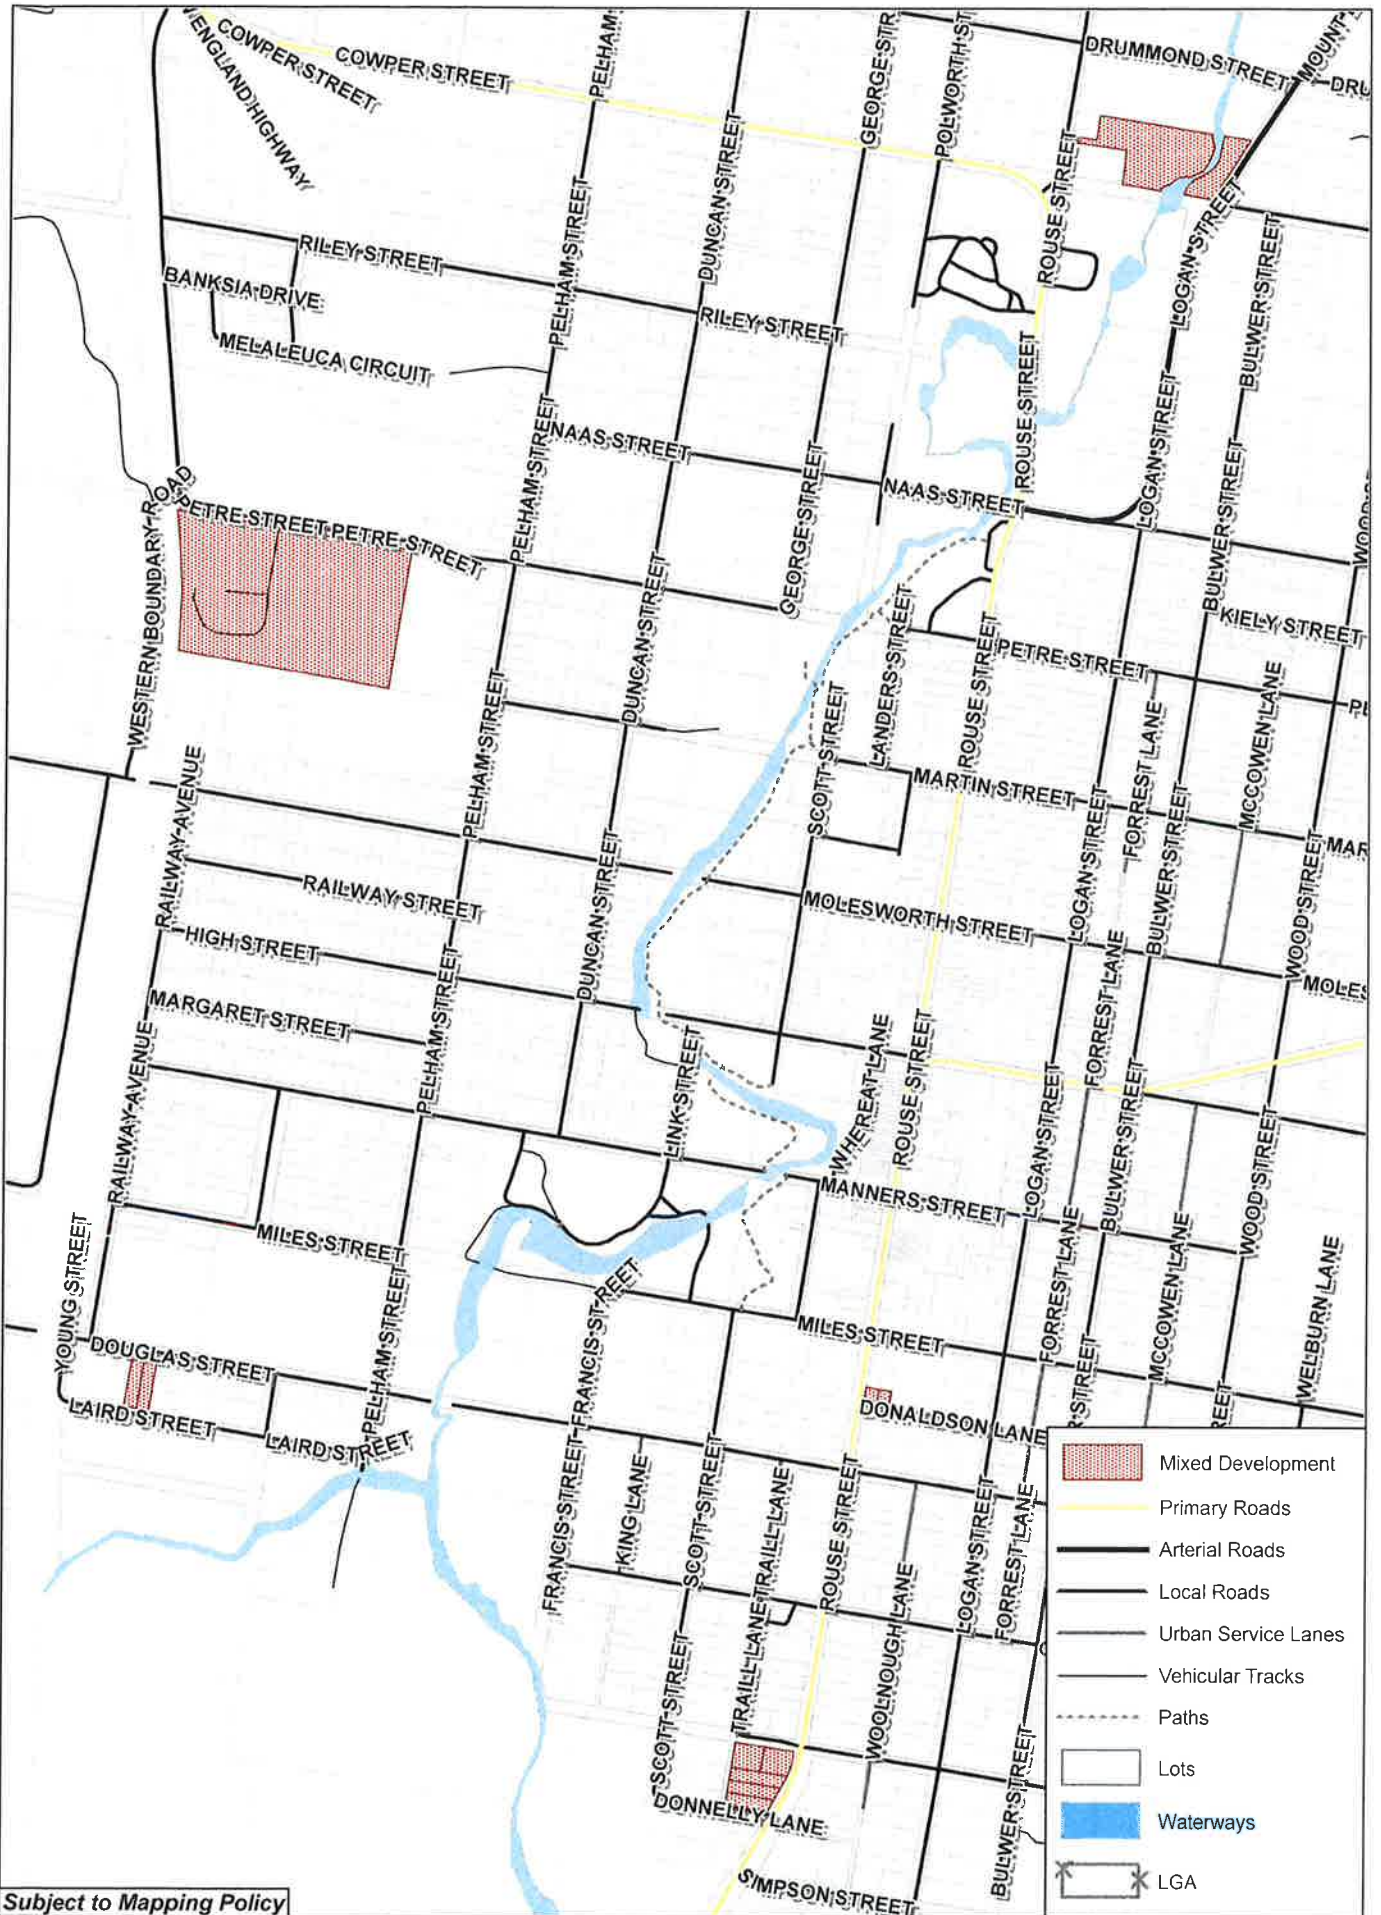 PELHAM
GEORGE STR
POLWORTH ST
MOUNT
COWPER STREET
COWPER STREET
ENGLAND HIGHWAY
DRUMMOND STREET
DRU
DUNCAN STREET
ROUSE STREET
PELHAM STREET
LOGAN STREET
BULWER STREET
RILEY STREET
BANKSIA DRIVE
RILEY STREET
MELALEUCA CIRCUIT
ROUSE STREET
PELHAM STREET
NAAS STREET
GEORGE STREET
NAAS STREET
LOGAN STREET
BULWER STREET
WESTERN BOUNDARY ROAD
PETRE STREET
PETRE STREET
DUNCAN STREET
KIELY STREET
LANDERS STREET
ROUSE STREET
PETRE STREET
PE
PELHAM STREET
SCOTT STREET
FORREST LANE
MCCOWEN LANE
RAILWAY AVENUE
MARTIN STREET
LOGAN STREET
BULWER STREET
WOOD STREET
MAR
DUNCAN STREET
RAILWAY STREET
MOLESWORTH STREET
HIGH STREET
PELHAM STREET
FORREST LANE
MOLES
MARGARET STREET
RAILWAY AVENUE
LINK STREET
WHEREAT LANE
ROUSE STREET
LOGAN STREET
BULWER STREET
WOOD STREET
MANNERS STREET
YOUNG STREET
MILES STREET
PELHAM STREET
FRANCIS STREET
FORREST LANE
MCCOWEN LANE
WELBURN LANE
MILES STREET
DOUGLAS STREET
R STREET
REET
LAIRD STREET
LAIRD STREET
DONALDSON LANE
FRANCIS STREET
KING LANE
SCOTT STREET
TRAILL LANE
ROUSE STREET
LOGAN STREET
FORREST LANE
TRAILL LANE
WOOLNOUGH LANE
SCOTT STREET
BULWER STREET
DONNELLY LANE
SIMPSON STREET
Mixed Development
Primary Roads
Arterial Roads
Local Roads
Urban Service Lanes
Vehicular Tracks
Paths
Lots
Waterways
LGA
Subject to Mapping Policy